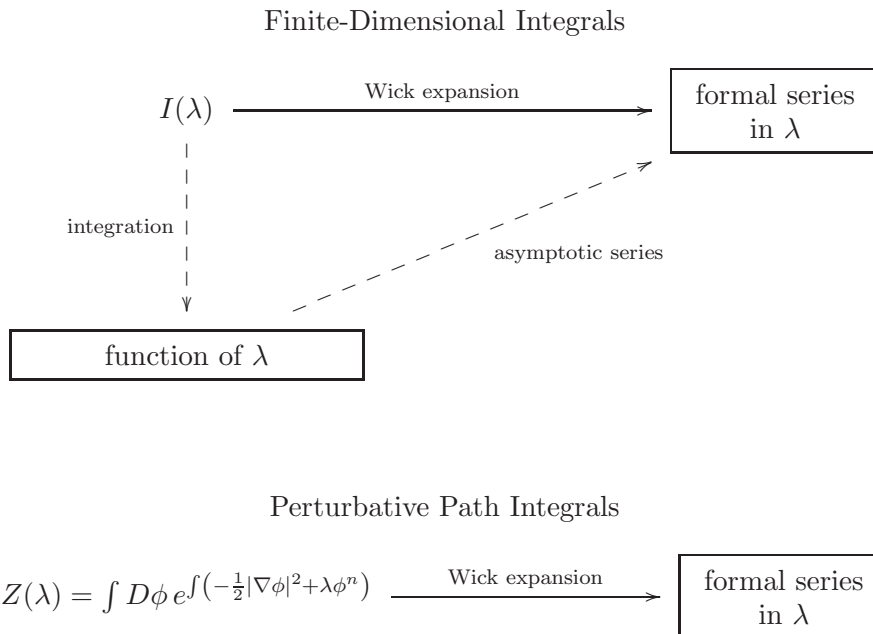 Finite-Dimensional Integrals
I(λ)
Wick expansion
formal series
in λ
integration
asymptotic series
function of λ
Perturbative Path Integrals
Z(λ) = ∫ Dϕ e^{∫(−½|∇ϕ|²+λϕⁿ)}
Wick expansion
formal series
in λ